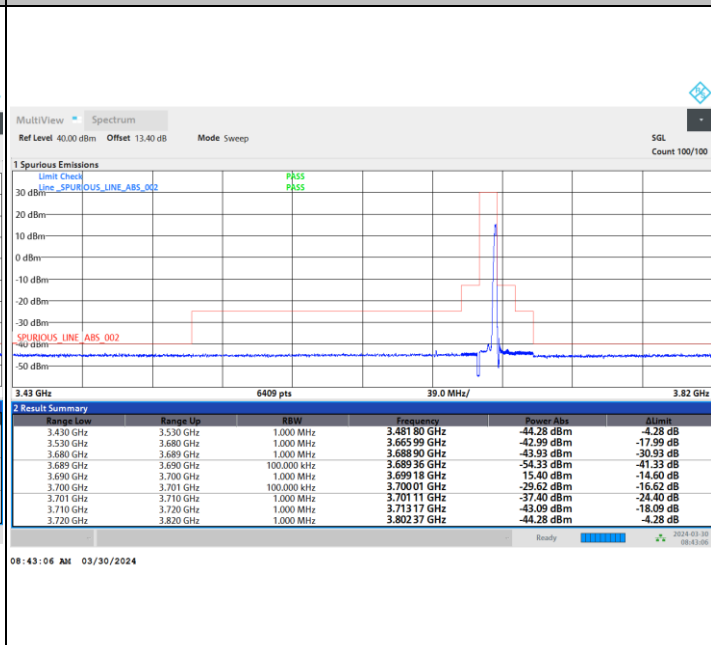 MultiView Spectrum
Ref Level 40.00 dBm Offset 13.40 dB Mode Sweep SGL
Count 100/100
1 Spurious Emissions
Limit Check PASS
Line _SPURIOUS_LINE_ABS_002 PASS
30 dBm
20 dBm
10 dBm
0 dBm
-10 dBm
-20 dBm
-30 dBm
SPURIOUS_LINE_ABS_002
-40 dBm
-50 dBm
3.43 GHz 6409 pts 39.0 MHz/ 3.82 GHz
2 Result Summary
Range Low Range Up RBW Frequency Power Abs ΔLimit
3.430 GHz 3.530 GHz 1.000 MHz 3.481 80 GHz -44.28 dBm -4.28 dB
3.530 GHz 3.680 GHz 1.000 MHz 3.665 99 GHz -42.99 dBm -17.99 dB
3.680 GHz 3.689 GHz 1.000 MHz 3.688 90 GHz -43.93 dBm -30.93 dB
3.689 GHz 3.690 GHz 100.000 kHz 3.689 36 GHz -54.33 dBm -41.33 dB
3.690 GHz 3.700 GHz 1.000 MHz 3.699 18 GHz 15.40 dBm -14.60 dB
3.700 GHz 3.701 GHz 100.000 kHz 3.700 01 GHz -29.62 dBm -16.62 dB
3.701 GHz 3.710 GHz 1.000 MHz 3.701 11 GHz -37.40 dBm -24.40 dB
3.710 GHz 3.720 GHz 1.000 MHz 3.713 17 GHz -43.09 dBm -18.09 dB
3.720 GHz 3.820 GHz 1.000 MHz 3.802 37 GHz -44.28 dBm -4.28 dB
Ready 2024-03-30
08:43:06
08:43:06 AM 03/30/2024